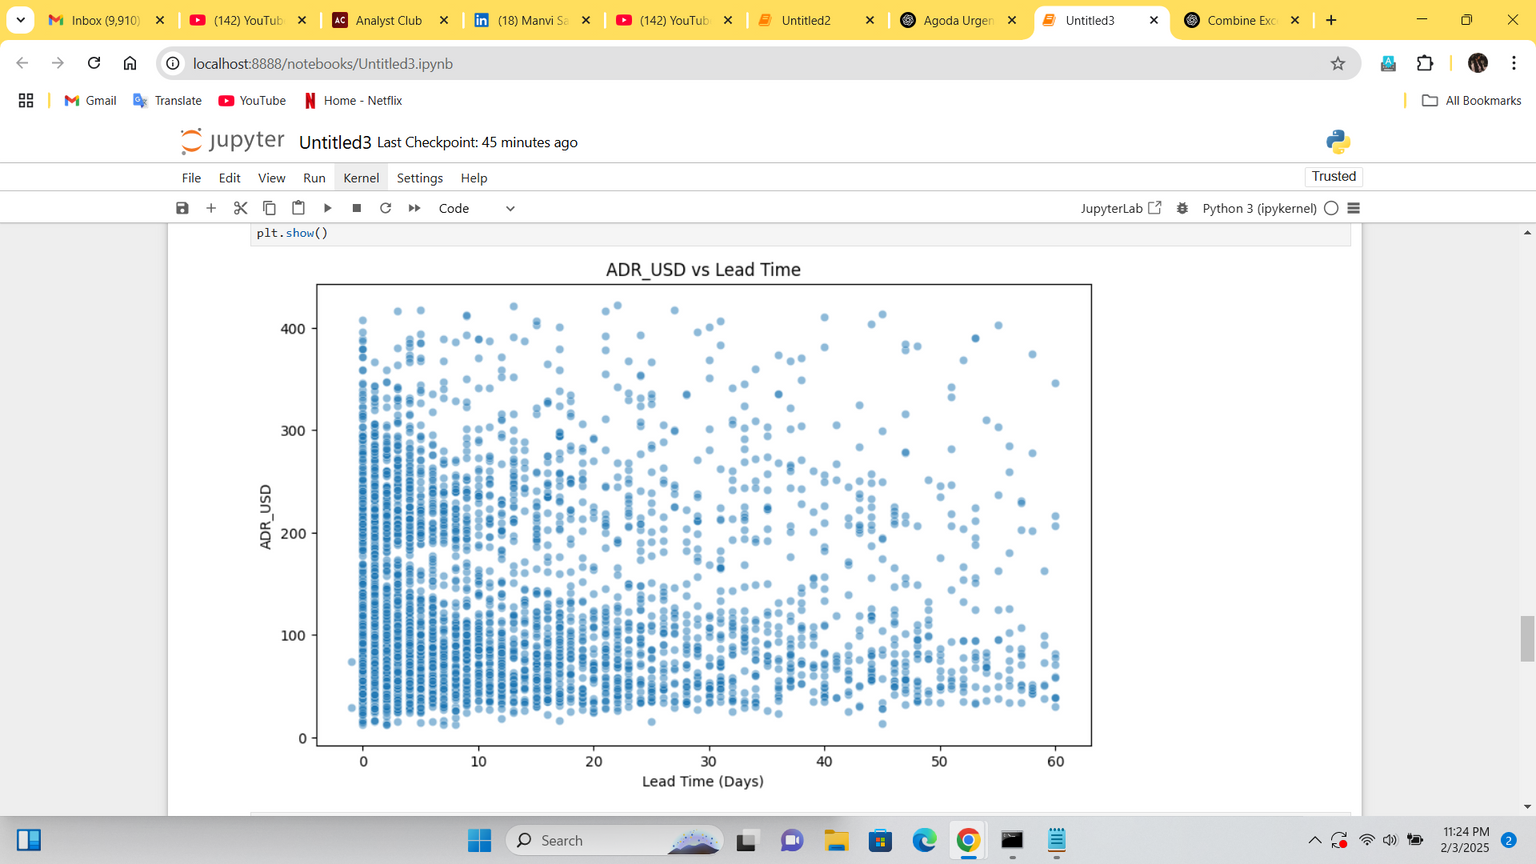 Inbox (9,910)
(142) YouTub
Analyst Club
(18) Manvi Sa
(142) YouTub
Untitled2
Agoda Urgen
Untitled3
Combine Exc
localhost:8888/notebooks/Untitled3.ipynb
Gmail
Translate
YouTube
Home - Netflix
All Bookmarks
jupyter Untitled3 Last Checkpoint: 45 minutes ago
File Edit View Run Kernel Settings Help
Trusted
Code
JupyterLab
Python 3 (ipykernel)
plt.show()
ADR_USD vs Lead Time
400
300
200
100
0
ADR_USD
0 10 20 30 40 50 60
Lead Time (Days)
Search
11:24 PM
2/3/2025
2